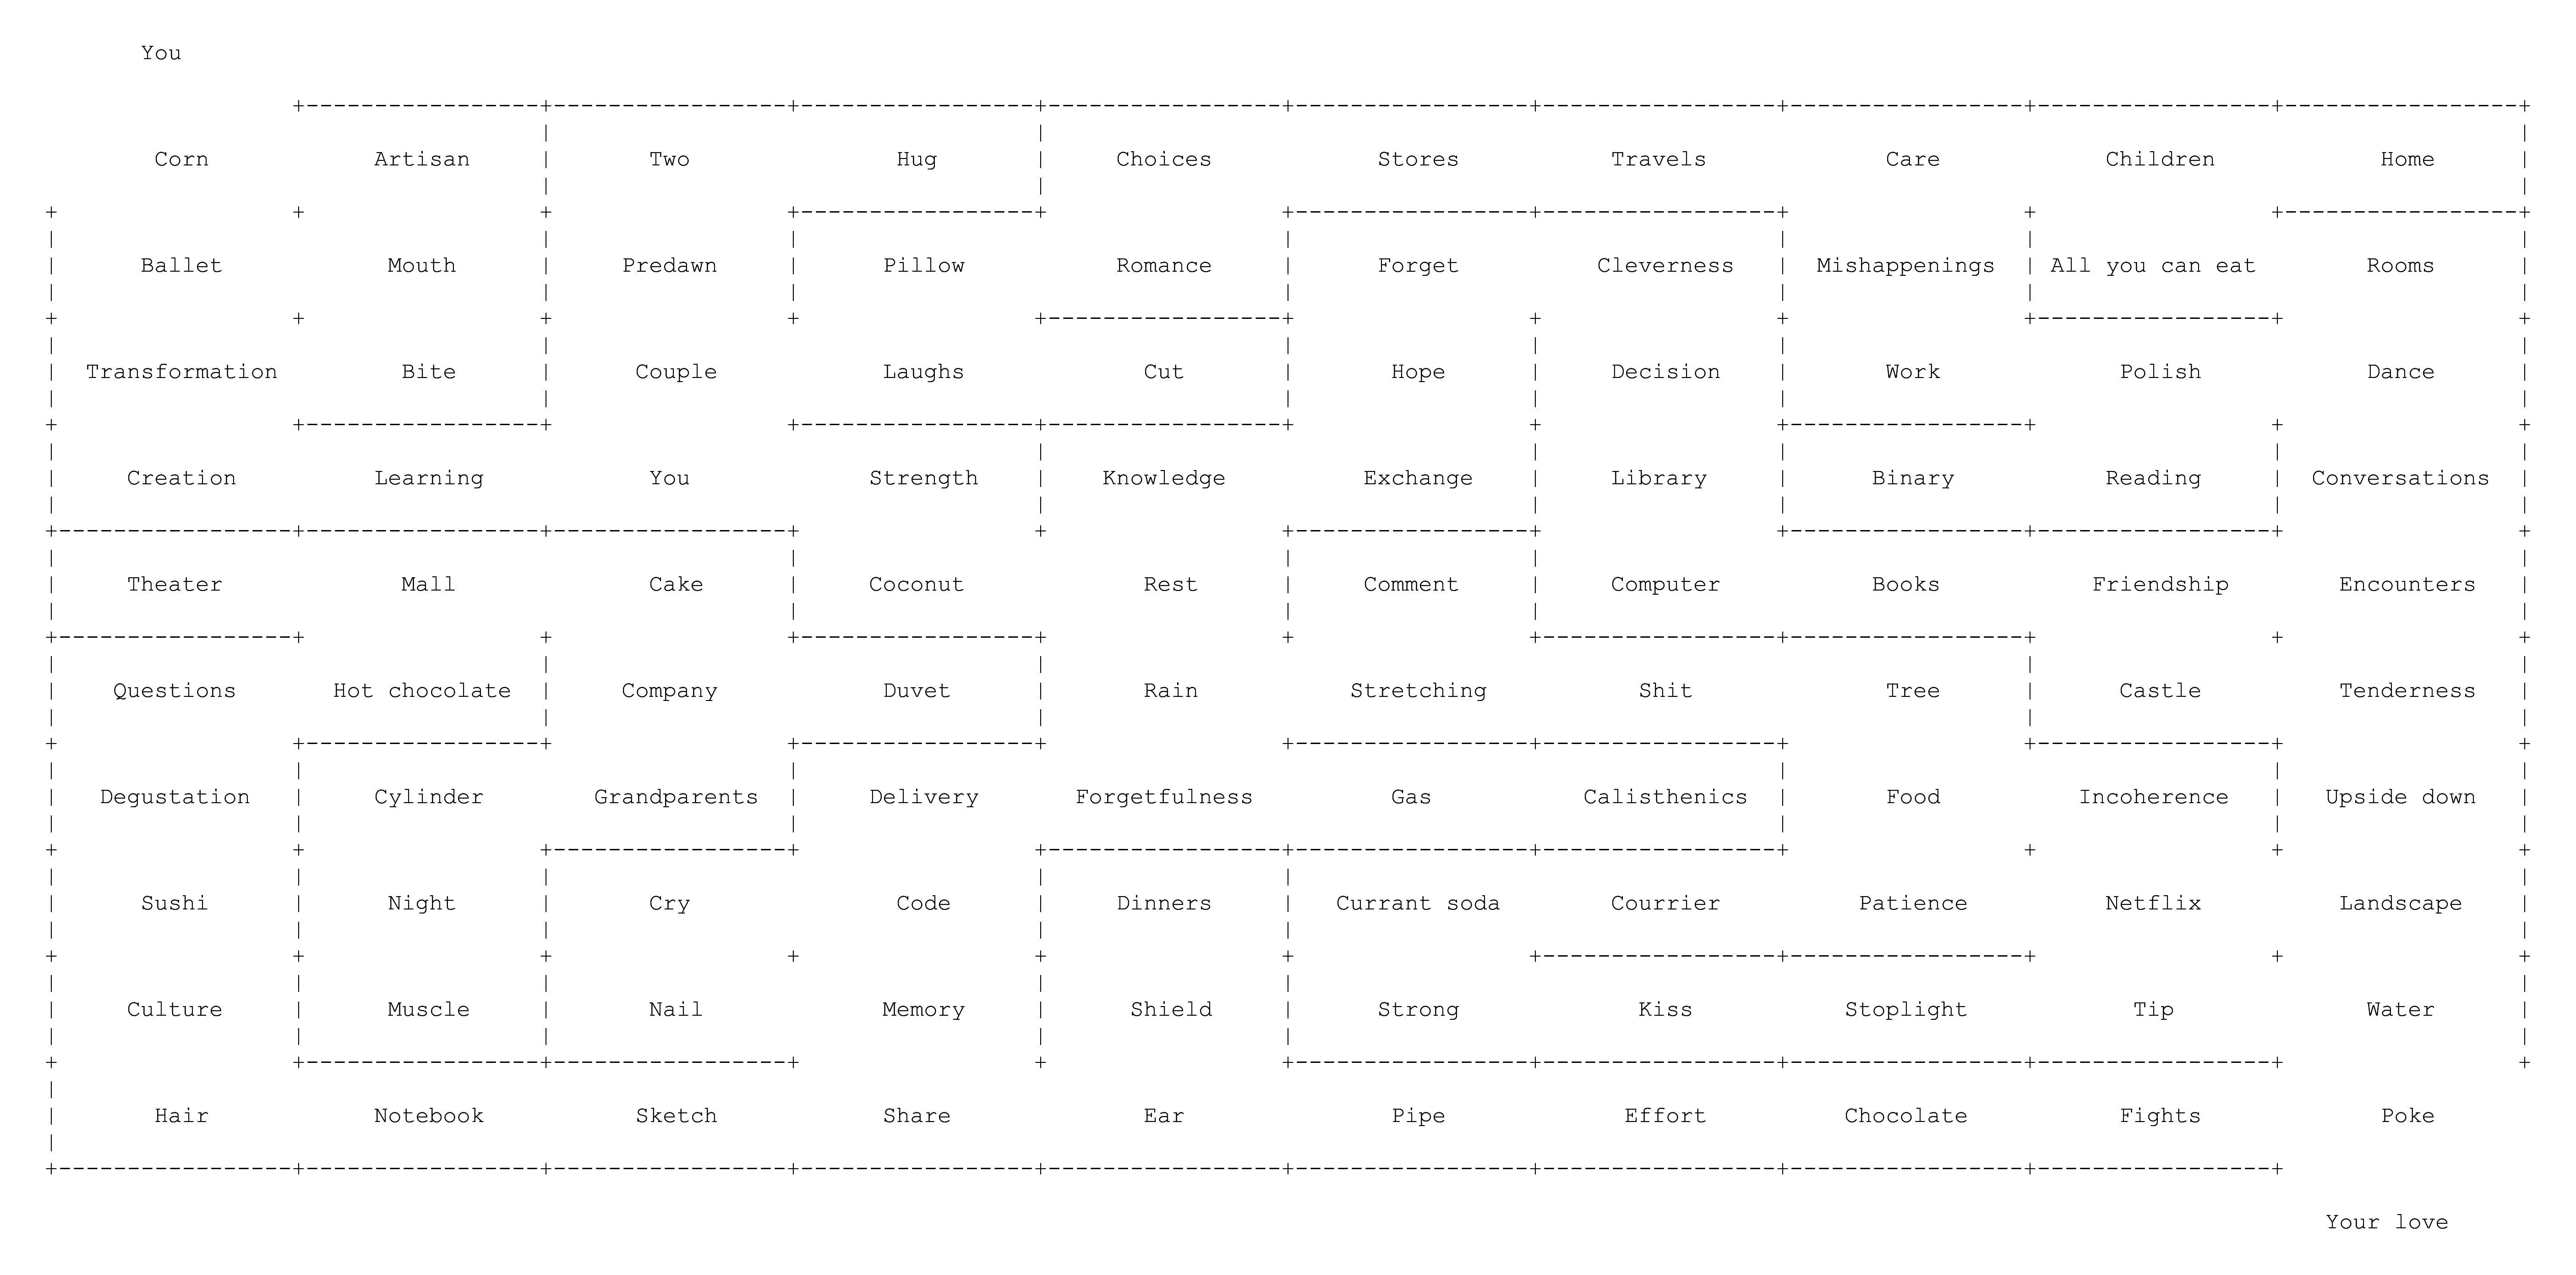 You
Corn Artisan Two Hug Choices Stores Travels Care Children Home
Ballet Mouth Predawn Pillow Romance Forget Cleverness Mishappenings All you can eat Rooms
Transformation Bite Couple Laughs Cut Hope Decision Work Polish Dance
Creation Learning You Strength Knowledge Exchange Library Binary Reading Conversations
Theater Mall Cake Coconut Rest Comment Computer Books Friendship Encounters
Questions Hot chocolate Company Duvet Rain Stretching Shit Tree Castle Tenderness
Degustation Cylinder Grandparents Delivery Forgetfulness Gas Calisthenics Food Incoherence Upside down
Sushi Night Cry Code Dinners Currant soda Courrier Patience Netflix Landscape
Culture Muscle Nail Memory Shield Strong Kiss Stoplight Tip Water
Hair Notebook Sketch Share Ear Pipe Effort Chocolate Fights Poke
Your love